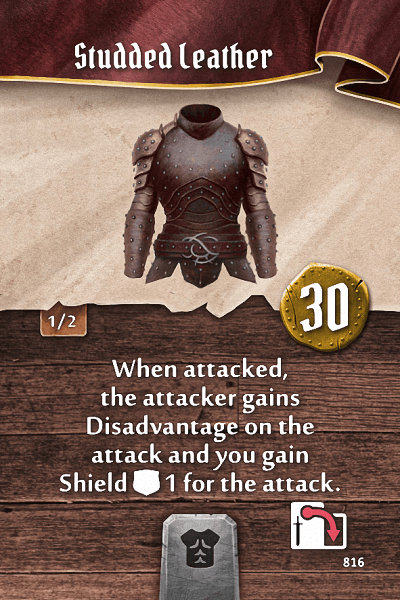 Studded Leather
1/2
30
When attacked,
the attacker gains
Disadvantage on the
attack and you gain
Shield 1 for the attack.
816